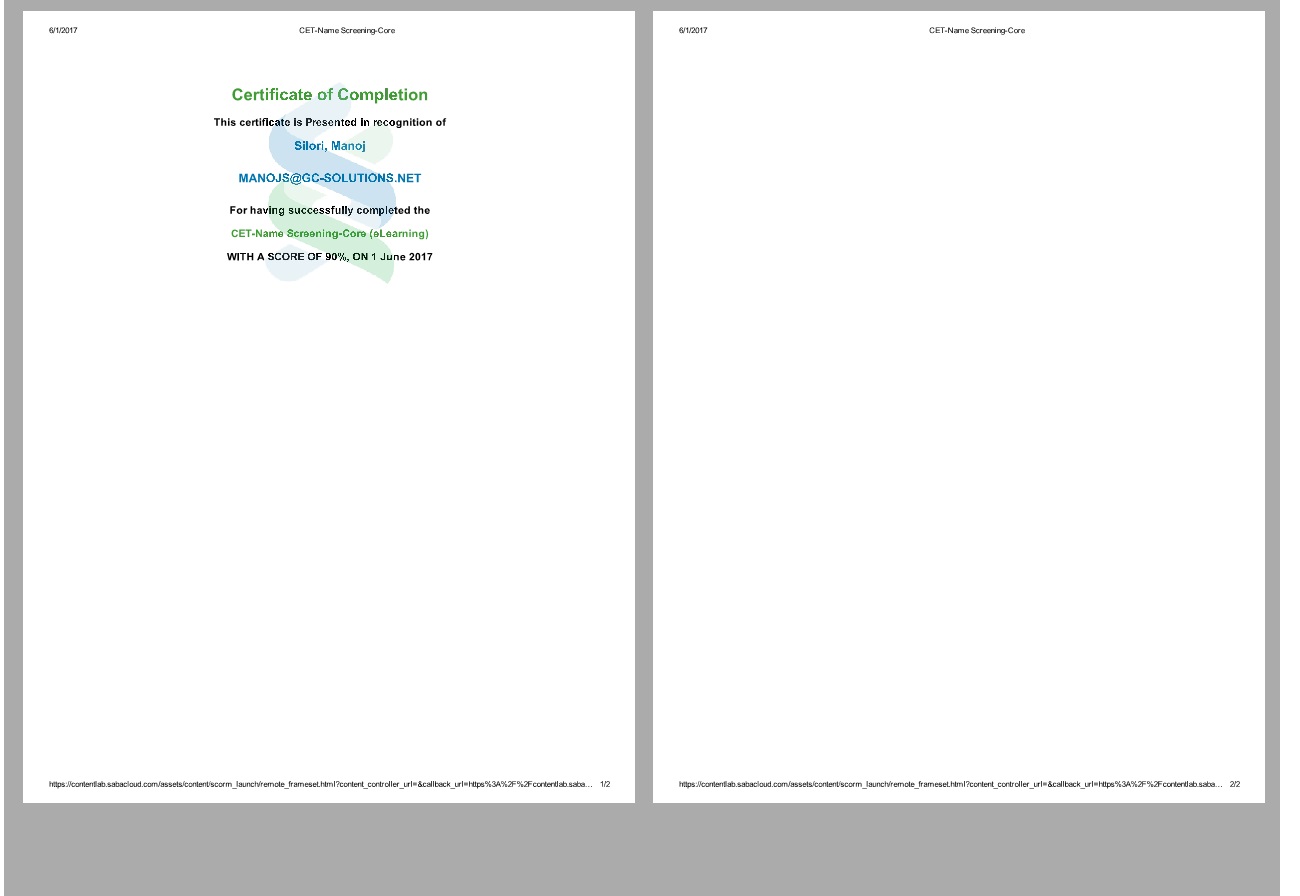 6/1/2017 CET-Name Screening-Core
Certificate of Completion
This certificate is Presented in recognition of
Silori, Manoj
MANOJS@GC-SOLUTIONS.NET
For having successfully completed the
CET-Name Screening-Core (eLearning)
WITH A SCORE OF 90%, ON 1 June 2017
https://contentlab.sabacloud.com/assets/content/scorm_launch/remote_frameset.html?content_controller_url=&callback_url=https%3A%2F%2Fcontentlab.saba… 1/2
6/1/2017 CET-Name Screening-Core
https://contentlab.sabacloud.com/assets/content/scorm_launch/remote_frameset.html?content_controller_url=&callback_url=https%3A%2F%2Fcontentlab.saba… 2/2